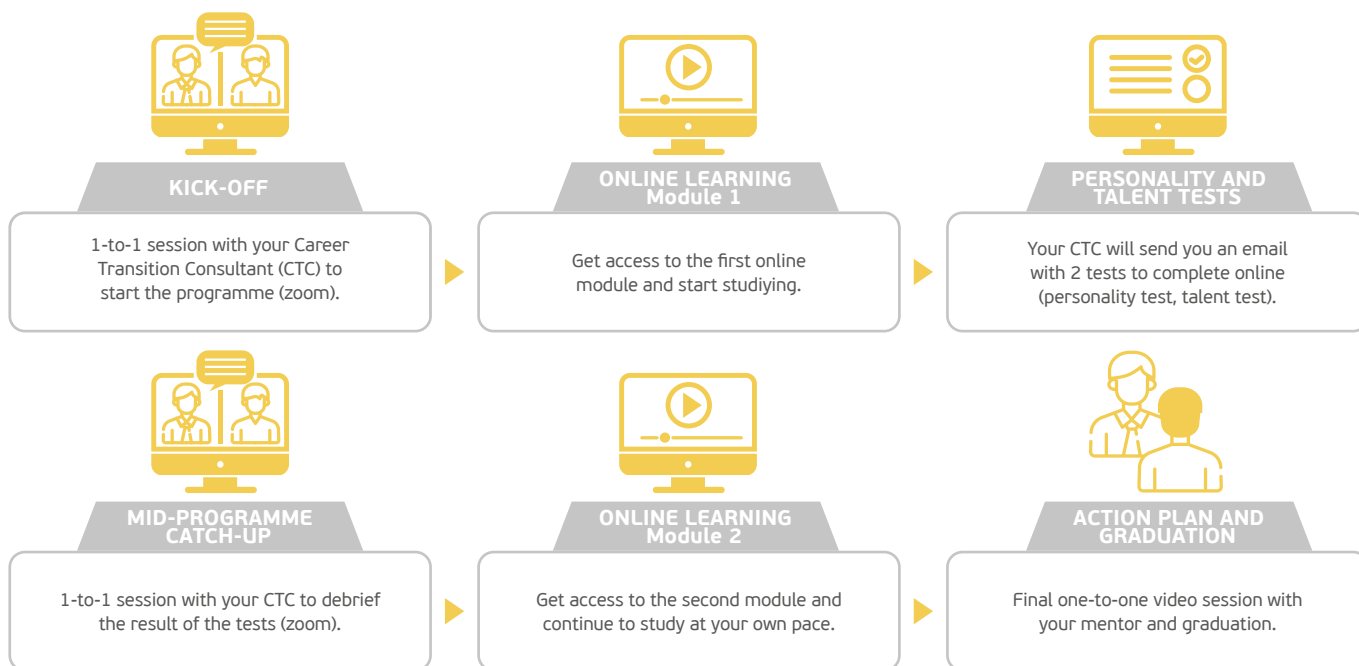 KICK-OFF
1-to-1 session with your Career
Transition Consultant (CTC) to
start the programme (zoom).
ONLINE LEARNING
Module 1
Get access to the first online
module and start studiying.
PERSONALITY AND
TALENT TESTS
Your CTC will send you an email
with 2 tests to complete online
(personality test, talent test).
MID-PROGRAMME
CATCH-UP
1-to-1 session with your CTC to debrief
the result of the tests (zoom).
ONLINE LEARNING
Module 2
Get access to the second module and
continue to study at your own pace.
ACTION PLAN AND
GRADUATION
Final one-to-one video session with
your mentor and graduation.